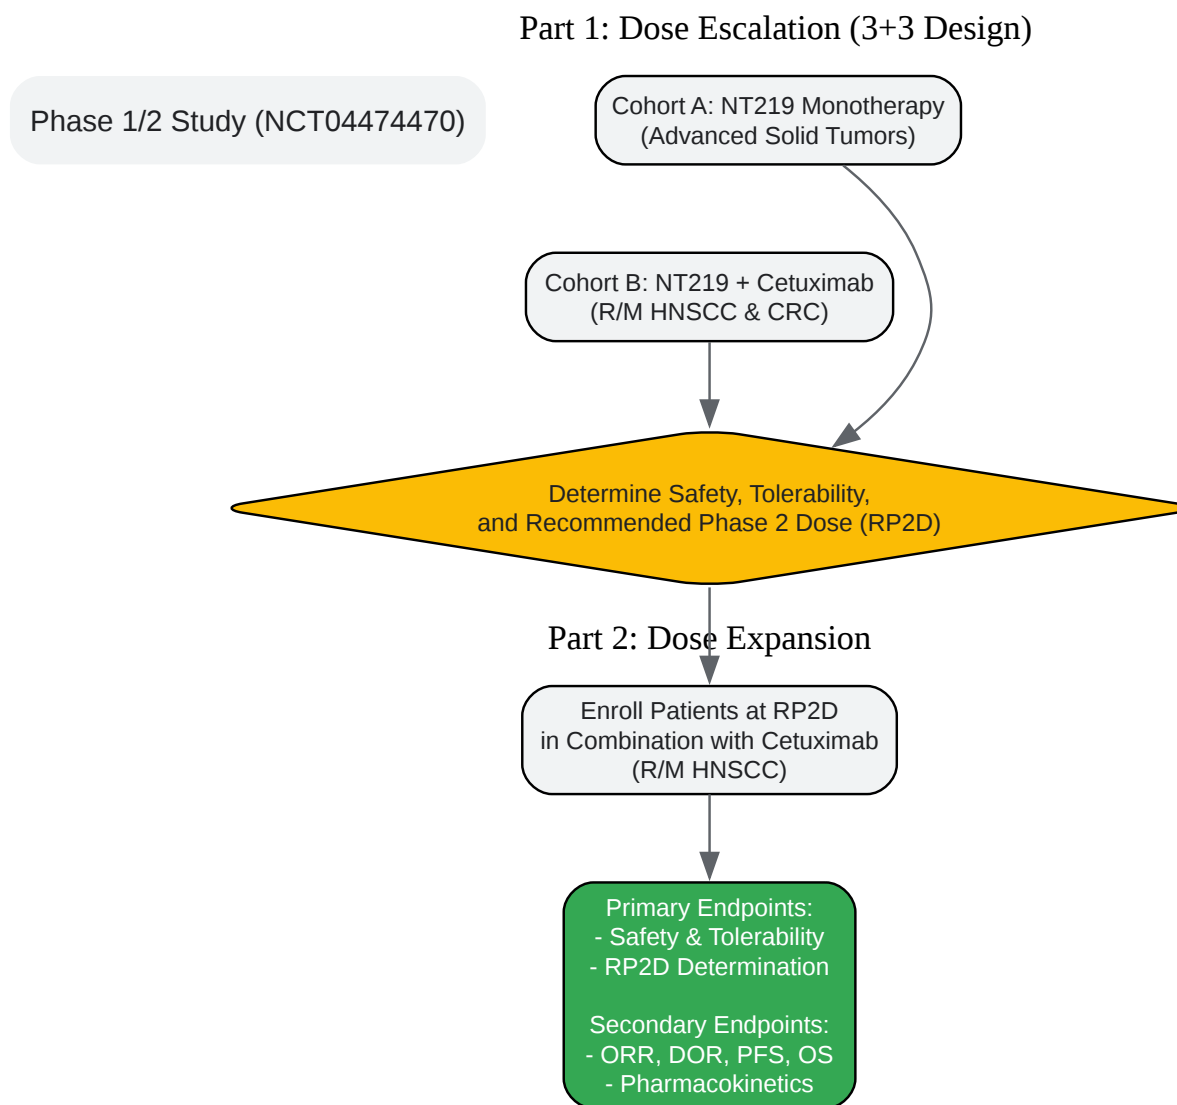 Part 1: Dose Escalation (3+3 Design)
Phase 1/2 Study (NCT04474470)
Cohort A: NT219 Monotherapy
(Advanced Solid Tumors)
Cohort B: NT219 + Cetuximab
(R/M HNSCC & CRC)
Determine Safety, Tolerability,
and Recommended Phase 2 Dose (RP2D)
Part 2: Dose Expansion
Enroll Patients at RP2D
in Combination with Cetuximab
(R/M HNSCC)
Primary Endpoints:
- Safety & Tolerability
- RP2D Determination
Secondary Endpoints:
- ORR, DOR, PFS, OS
- Pharmacokinetics